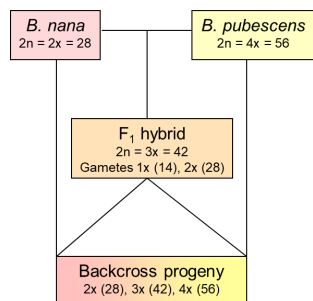 B. nana
2n = 2x = 28
B. pubescens
2n = 4x = 56
F₁ hybrid
2n = 3x = 42
Gametes 1x (14), 2x (28)
Backcross progeny
2x (28), 3x (42), 4x (56)